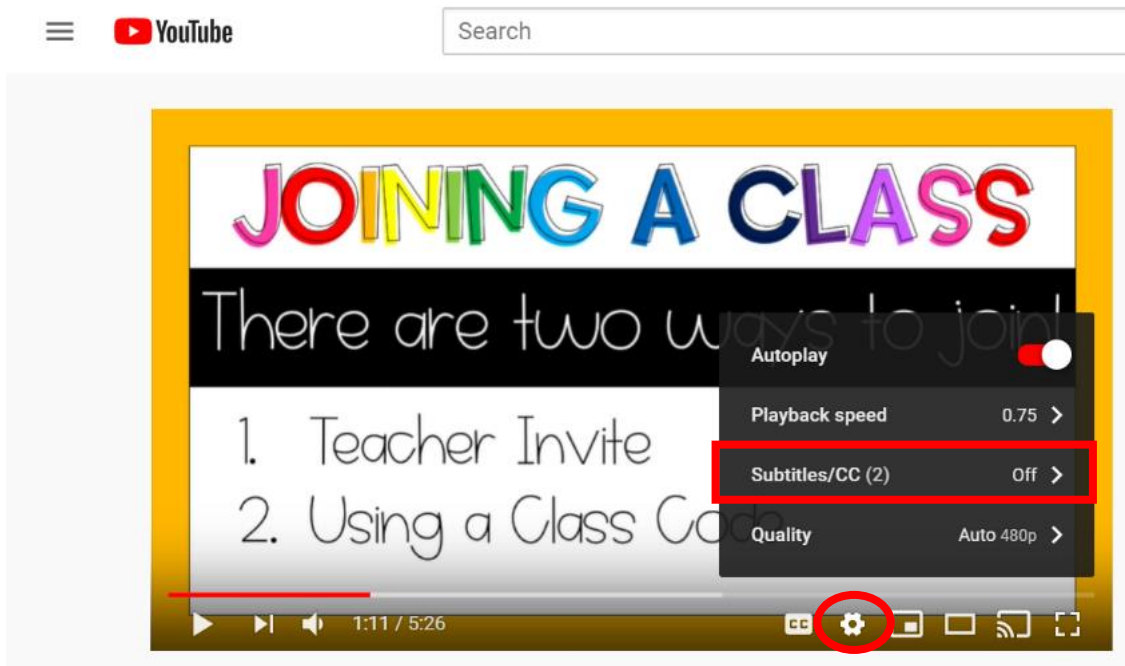 YouTube
Search
JOINING A CLASS
There are two ways to join!
Autoplay
Playback speed 0.75
1. Teacher Invite
Subtitles/CC (2) Off
2. Using a Class Code
Quality Auto 480p
1:11 / 5:26
CC